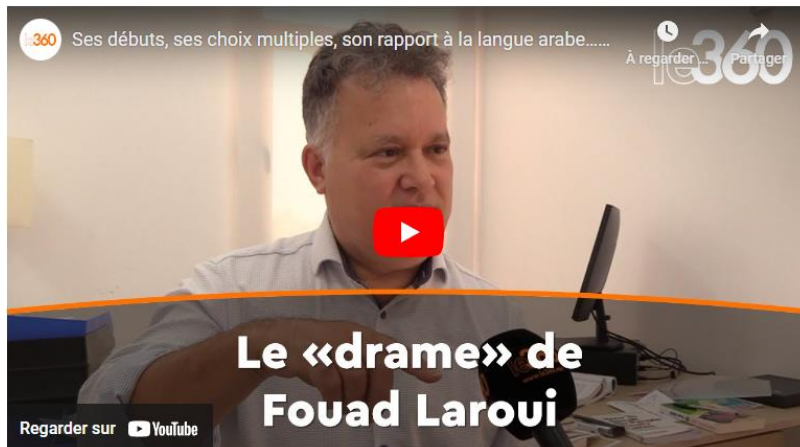 le360 Ses débuts, ses choix multiples, son rapport à la langue arabe......
À regarder ... Partager
le360
Le «drame» de
Fouad Laroui
Regarder sur YouTube